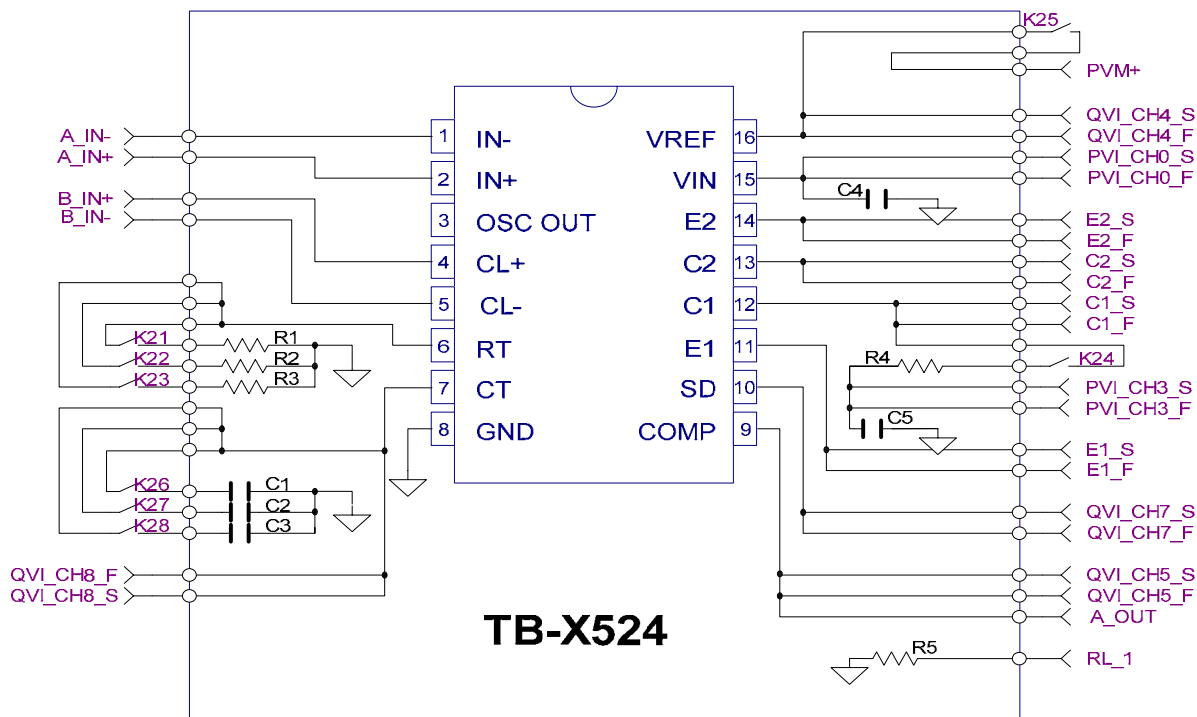 K25
PVM+
A_IN-
A_IN+
B_IN+
B_IN-
1 IN-
2 IN+
3 OSC OUT
4 CL+
5 CL-
6 RT
7 CT
8 GND
VREF 16
VIN 15
E2 14
C2 13
C1 12
E1 11
SD 10
COMP 9
QVI_CH4_S
QVI_CH4_F
PVI_CH0_S
PVI_CH0_F
C4
E2_S
E2_F
C2_S
C2_F
C1_S
C1_F
R4
K24
PVI_CH3_S
PVI_CH3_F
C5
E1_S
E1_F
QVI_CH7_S
QVI_CH7_F
QVI_CH5_S
QVI_CH5_F
A_OUT
R5
RL_1
K21 R1
K22 R2
K23 R3
K26 C1
K27 C2
K28 C3
QVI_CH8_F
QVI_CH8_S
TB-X524